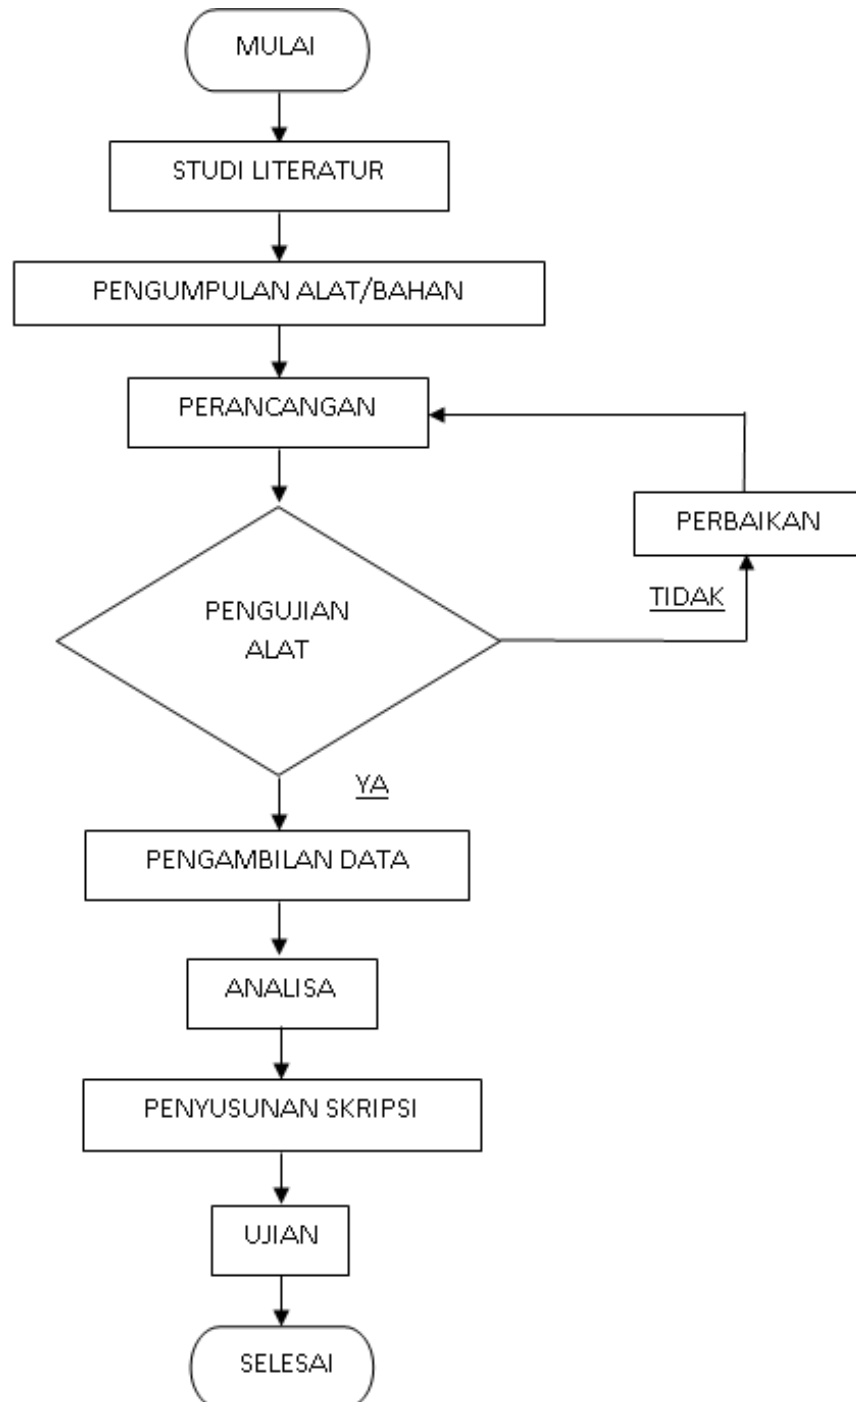 MULAI
STUDI LITERATUR
PENGUMPULAN ALAT/BAHAN
PERANCANGAN
PERBAIKAN
TIDAK
PENGUJIAN
ALAT
YA
PENGAMBILAN DATA
ANALISA
PENYUSUNAN SKRIPSI
UJIAN
SELESAI